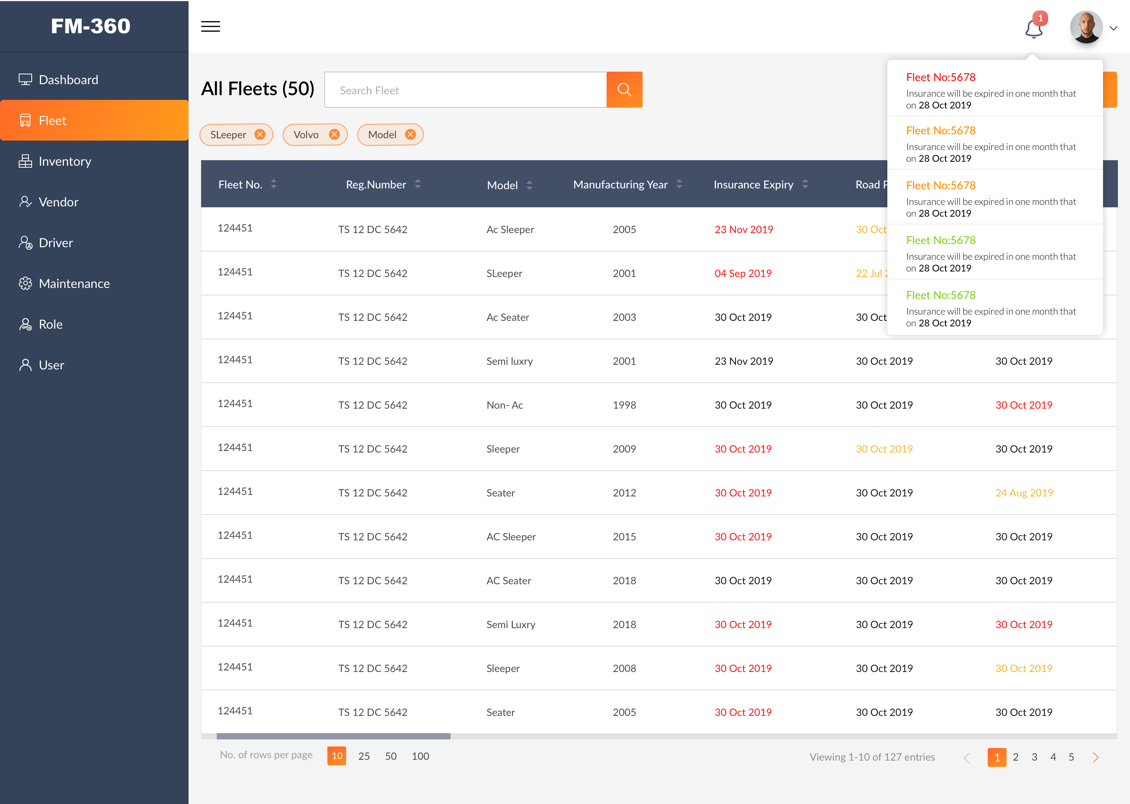 FM-360
Dashboard
Fleet
Inventory
Vendor
Driver
Maintenance
Role
User
1
All Fleets (50)
Search Fleet
SLeeper
Volvo
Model
Fleet No:5678
Insurance will be expired in one month that
on 28 Oct 2019
Fleet No:5678
Insurance will be expired in one month that
on 28 Oct 2019
Fleet No:5678
Insurance will be expired in one month that
on 28 Oct 2019
Fleet No:5678
Insurance will be expired in one month that
on 28 Oct 2019
Fleet No:5678
Insurance will be expired in one month that
on 28 Oct 2019
Fleet No. Reg.Number Model Manufacturing Year Insurance Expiry Road
124451 TS 12 DC 5642 Ac Sleeper 2005 23 Nov 2019 30 Oct
124451 TS 12 DC 5642 SLeeper 2001 04 Sep 2019 22 Jul
124451 TS 12 DC 5642 Ac Seater 2003 30 Oct 2019 30 Oct
124451 TS 12 DC 5642 Semi luxry 2001 23 Nov 2019 30 Oct 2019 30 Oct 2019
124451 TS 12 DC 5642 Non- Ac 1998 30 Oct 2019 30 Oct 2019 30 Oct 2019
124451 TS 12 DC 5642 Sleeper 2009 30 Oct 2019 30 Oct 2019 30 Oct 2019
124451 TS 12 DC 5642 Seater 2012 30 Oct 2019 30 Oct 2019 24 Aug 2019
124451 TS 12 DC 5642 AC Sleeper 2015 30 Oct 2019 30 Oct 2019 30 Oct 2019
124451 TS 12 DC 5642 AC Seater 2018 30 Oct 2019 30 Oct 2019 30 Oct 2019
124451 TS 12 DC 5642 Semi Luxry 2018 30 Oct 2019 30 Oct 2019 30 Oct 2019
124451 TS 12 DC 5642 Sleeper 2008 30 Oct 2019 30 Oct 2019 30 Oct 2019
124451 TS 12 DC 5642 Seater 2005 30 Oct 2019 30 Oct 2019 30 Oct 2019
No. of rows per page 10 25 50 100
Viewing 1-10 of 127 entries 1 2 3 4 5